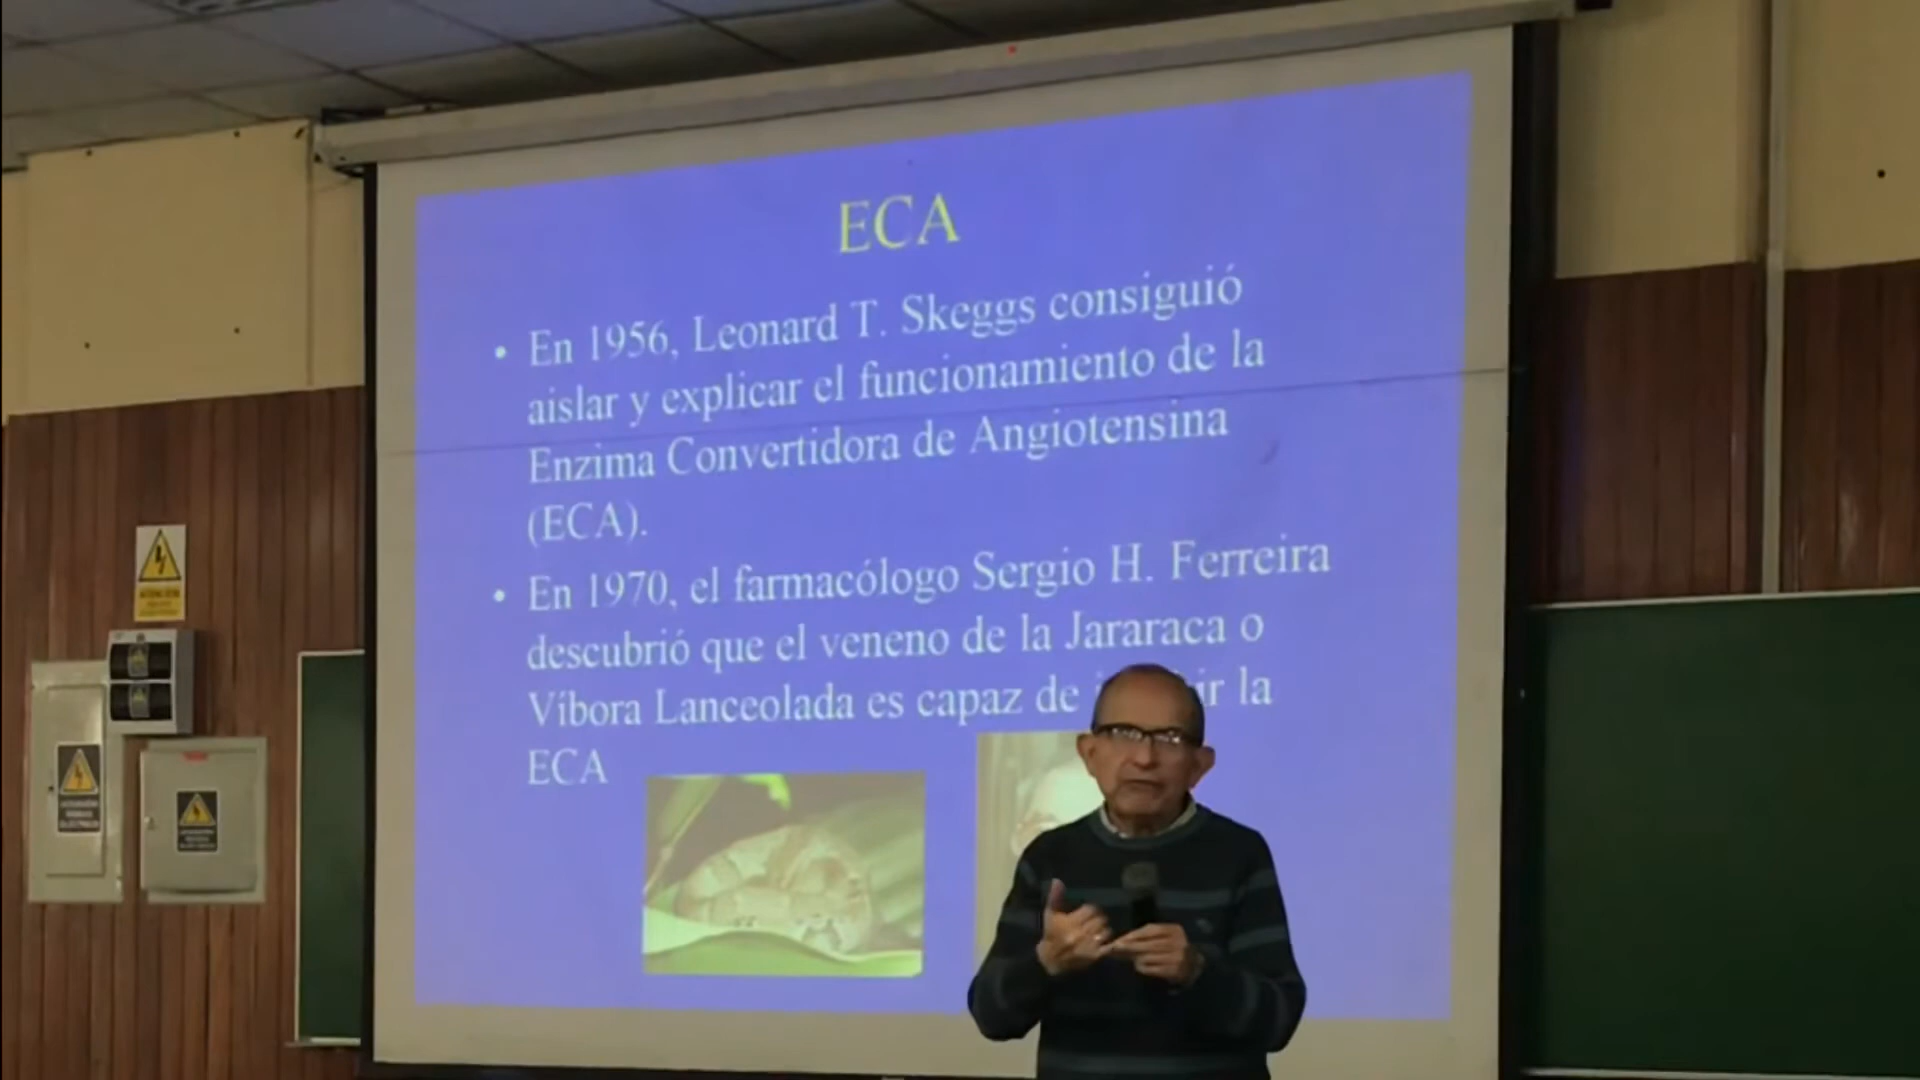 ECA
• En 1956, Leonard T. Skeggs consiguió
aislar y explicar el funcionamiento de la
Enzima Convertidora de Angiotensina
(ECA).
• En 1970, el farmacólogo Sergio H. Ferreira
descubrió que el veneno de la Jararaca o
Víbora Lanceolada es capaz de la
ECA